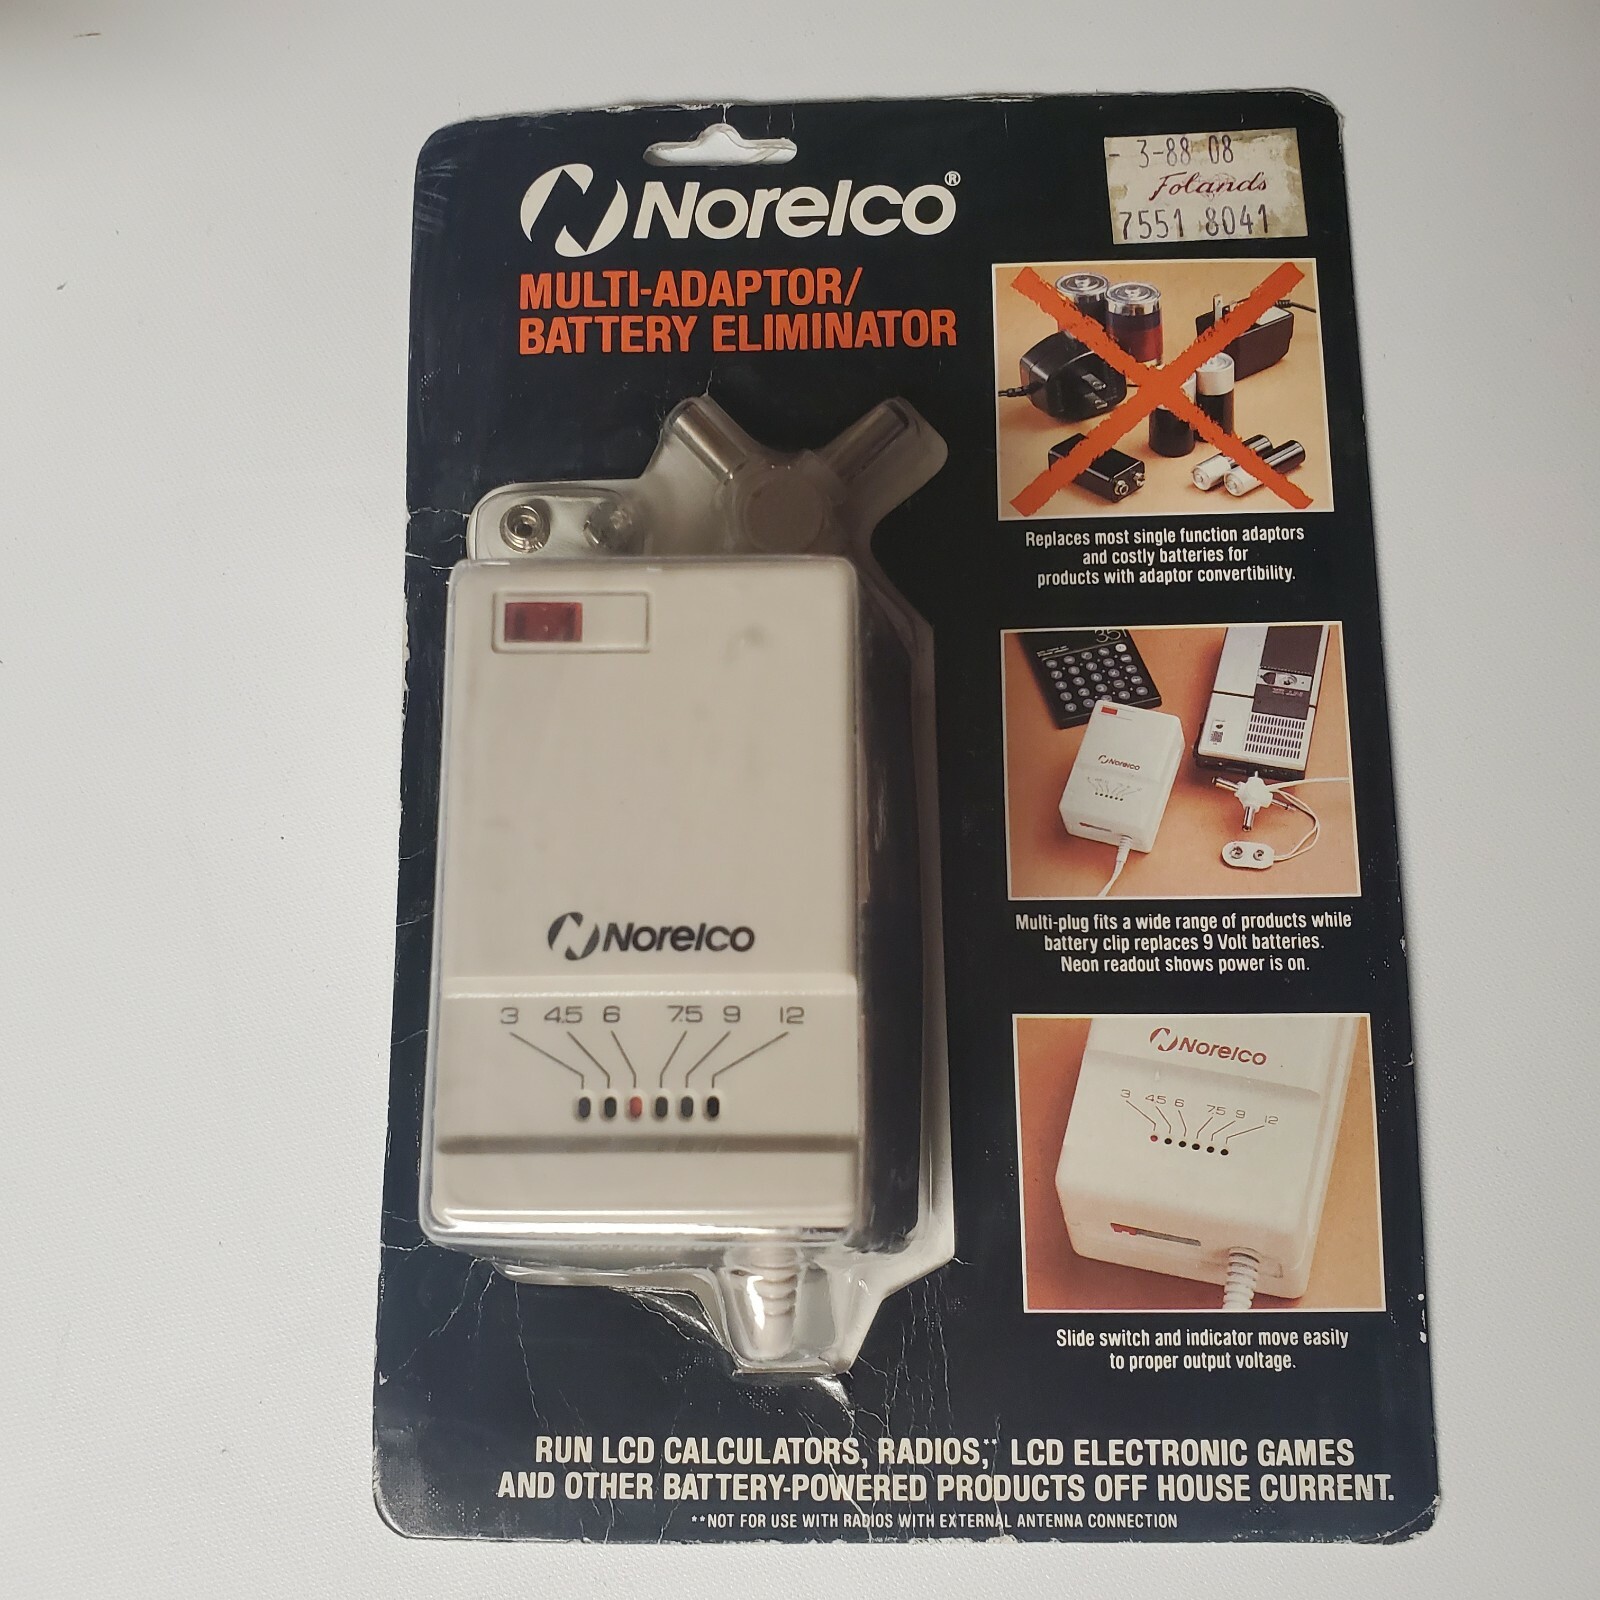 - 3-88 08
Foland's
7551 8041
Norelco®
MULTI-ADAPTOR/
BATTERY ELIMINATOR
Replaces most single function adaptors
and costly batteries for
products with adaptor convertibility.
351
Norelco
Multi-plug fits a wide range of products while
battery clip replaces 9 Volt batteries.
Neon readout shows power is on.
Norelco
3 4.5 6 7.5 9 12
Norelco
3 4.5 6 7.5 9 12
Slide switch and indicator move easily
to proper output voltage.
RUN LCD CALCULATORS, RADIOS,** LCD ELECTRONIC GAMES
AND OTHER BATTERY-POWERED PRODUCTS OFF HOUSE CURRENT.
**NOT FOR USE WITH RADIOS WITH EXTERNAL ANTENNA CONNECTION